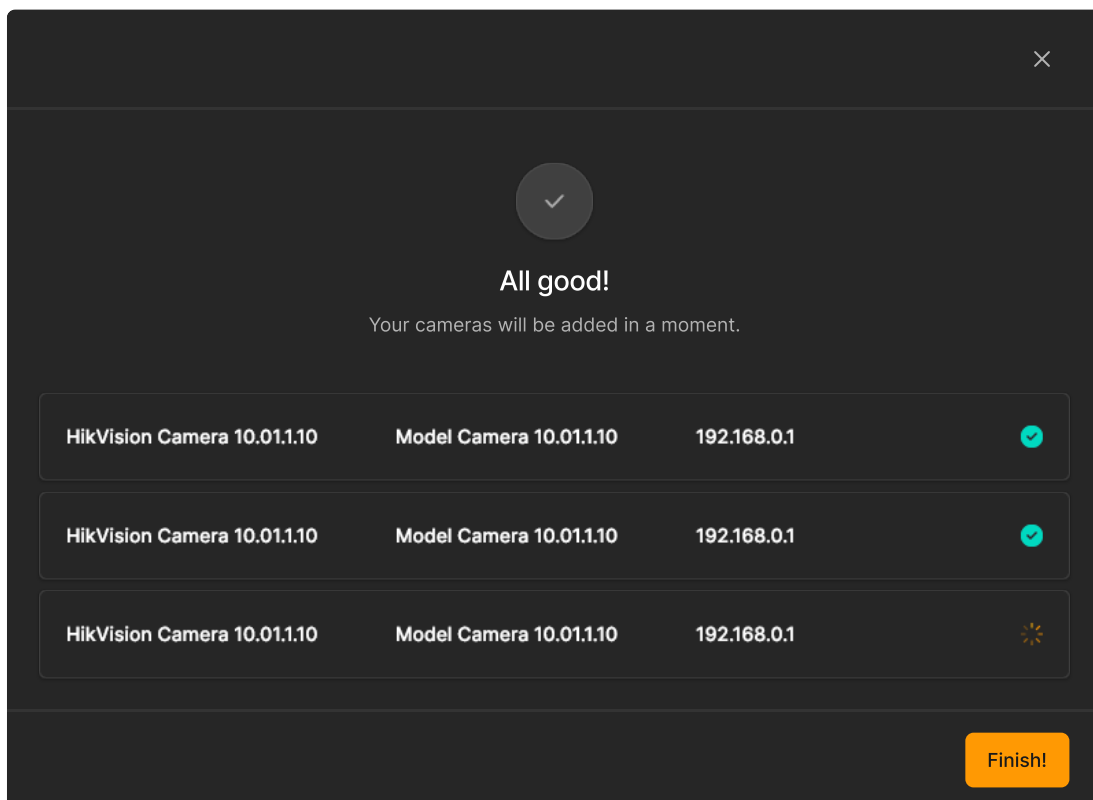 All good!
Your cameras will be added in a moment.
HikVision Camera 10.01.1.10 Model Camera 10.01.1.10 192.168.0.1
HikVision Camera 10.01.1.10 Model Camera 10.01.1.10 192.168.0.1
HikVision Camera 10.01.1.10 Model Camera 10.01.1.10 192.168.0.1
Finish!